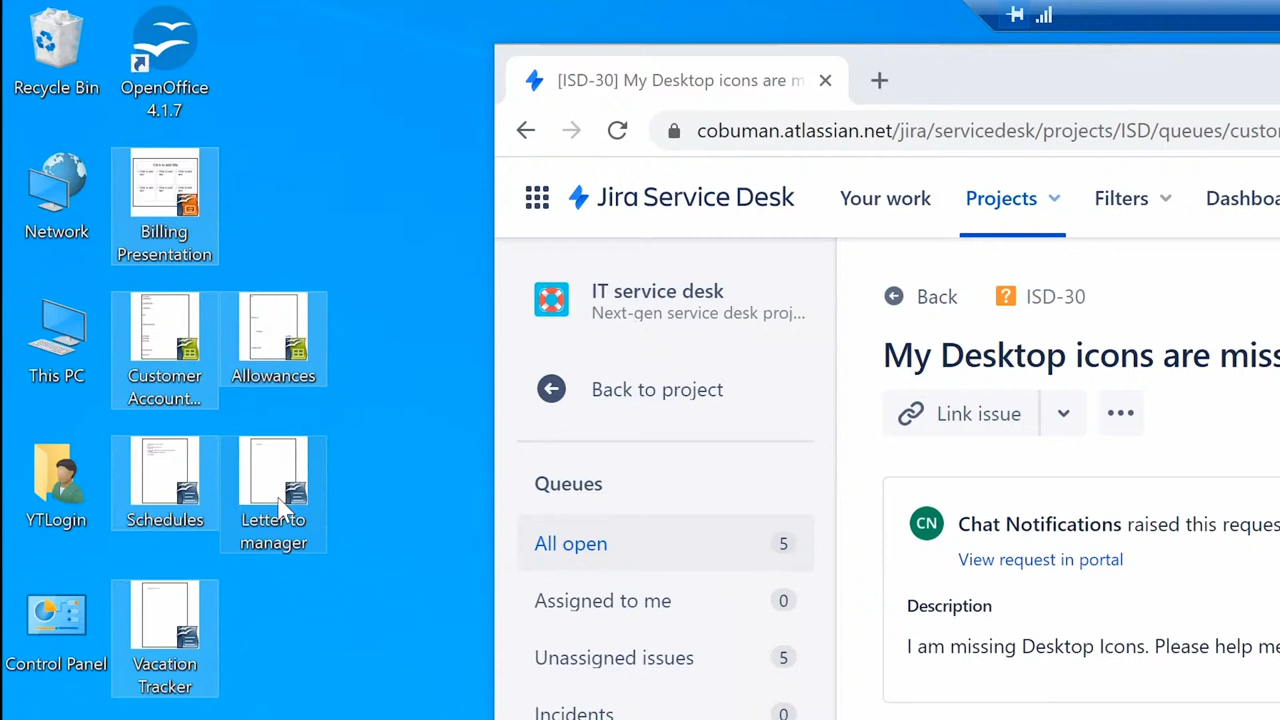 Recycle Bin
OpenOffice
4.1.7
Network
Billing
Presentation
This PC
Customer
Account...
Allowances
YTLogin
Schedules
Letter to
manager
Control Panel
Vacation
Tracker
[ISD-30] My Desktop icons are m
cobuman.atlassian.net/jira/servicedesk/projects/ISD/queues/custo
Jira Service Desk
Your work
Projects
Filters
Dashboa
IT service desk
Next-gen service desk proj...
Back to project
Queues
All open 5
Assigned to me 0
Unassigned issues 5
Incidents 0
Back
ISD-30
My Desktop icons are miss
Link issue
CN
Chat Notifications raised this reques
View request in portal
Description
I am missing Desktop Icons. Please help me